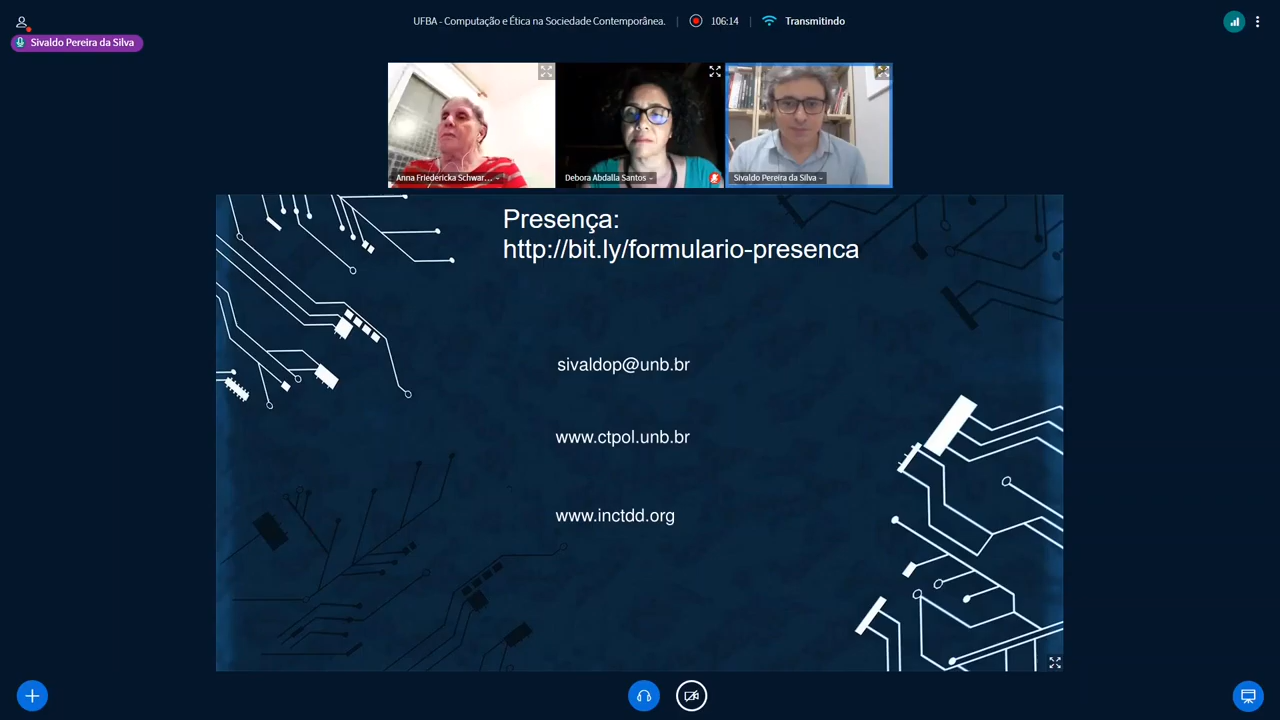 UFBA - Computação e Ética na Sociedade Contemporânea.
106:14
Transmitindo
Sivaldo Pereira da Silva
Anna Friedericka Schwar...
Debora Abdalla Santos
Sivaldo Pereira da Silva
Presença:
http://bit.ly/formulario-presenca
sivaldop@unb.br
www.ctpol.unb.br
www.inctdd.org